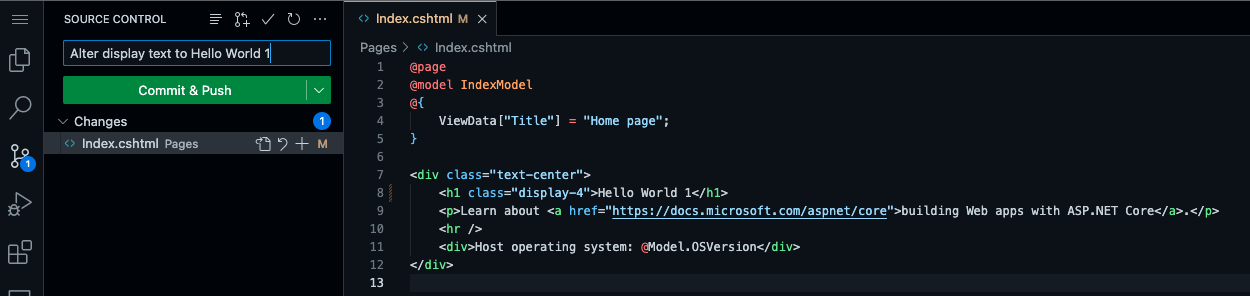 SOURCE CONTROL
Alter display text to Hello World 1
Commit & Push
Changes
1
Index.cshtml Pages
M
1
Index.cshtml M
Pages > Index.cshtml
1 @page
2 @model IndexModel
3 @{
4 ViewData["Title"] = "Home page";
5 }
6
7 <div class="text-center">
8 <h1 class="display-4">Hello World 1</h1>
9 <p>Learn about <a href="https://docs.microsoft.com/aspnet/core">building Web apps with ASP.NET Core</a>.</p>
10 <hr />
11 <div>Host operating system: @Model.OSVersion</div>
12 </div>
13